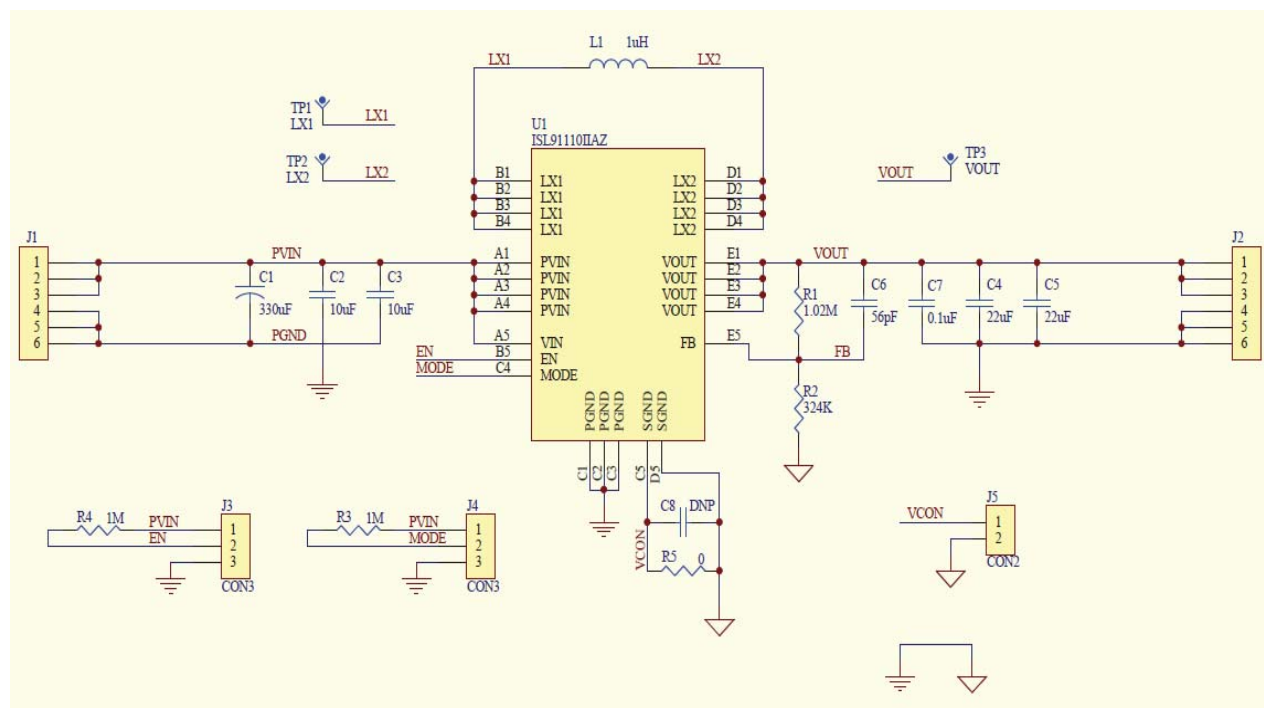 L1 1uH
LX1 LX2
TP1
LX1 LX1
TP2
LX2 LX2
U1
ISL91110IIAZ
TP3
VOUT VOUT
B1 LX1 LX2 D1
B2 LX1 LX2 D2
B3 LX1 LX2 D3
B4 LX1 LX2 D4
J1
1
2
3
4
5
6
PVIN
C1
330uF
C2
10uF
C3
10uF
PGND
A1 PVIN VOUT E1
A2 PVIN VOUT E2
A3 PVIN VOUT E3
A4 PVIN VOUT E4
A5 VIN FB E5
EN B5 EN
MODE C4 MODE
PGND
PGND
PGND
SGND
SGND
C1
C2
C3
C5
D5
VOUT
R1
1.02M
C6
56pF
C7
0.1uF
C4
22uF
C5
22uF
FB
R2
324K
J2
1
2
3
4
5
6
C8 DNP
VCON
R5 0
J3
R4 1M PVIN 1
EN 2
3
CON3
J4
R3 1M PVIN 1
MODE 2
3
CON3
J5
VCON 1
2
CON2